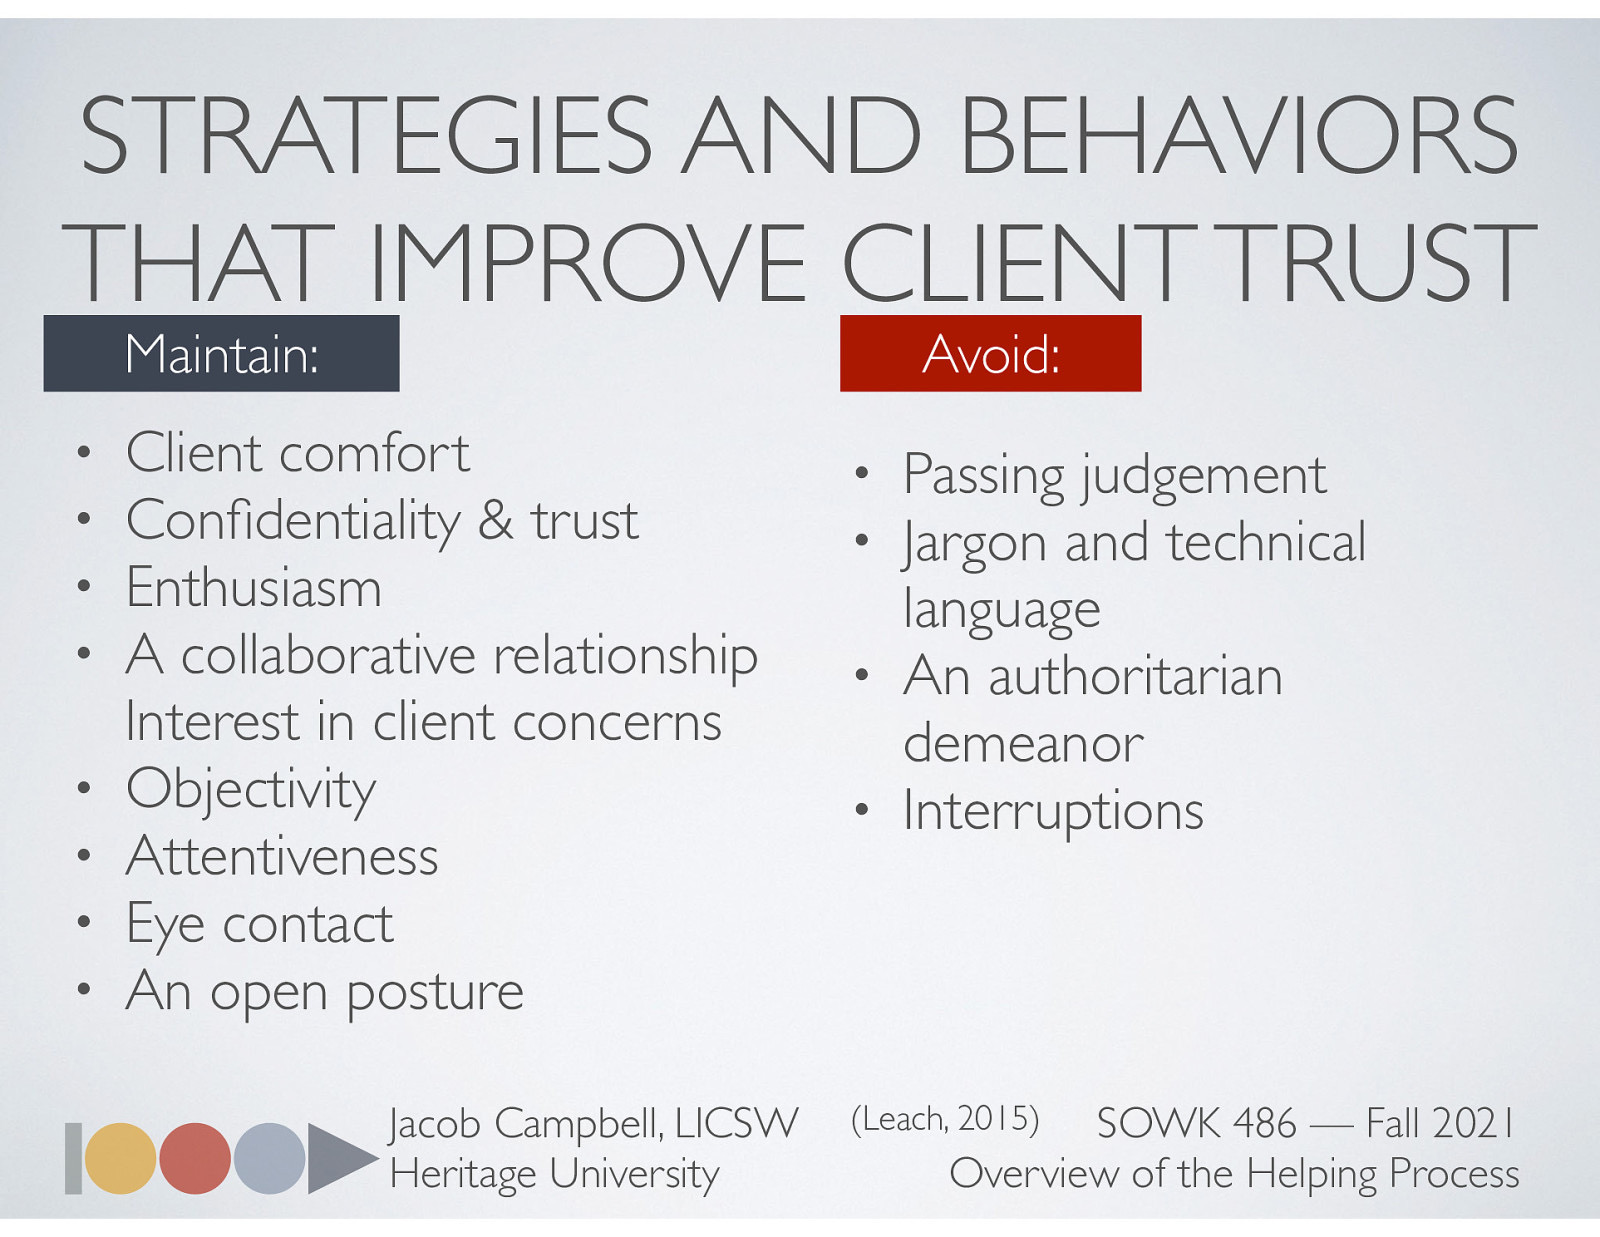 STRATEGIES AND BEHAVIORS
THAT IMPROVE CLIENT TRUST
Maintain:
• Client comfort
• Confidentiality & trust
• Enthusiasm
• A collaborative relationship
Interest in client concerns
• Objectivity
• Attentiveness
• Eye contact
• An open posture
Avoid:
• Passing judgement
• Jargon and technical
language
• An authoritarian
demeanor
• Interruptions
Jacob Campbell, LICSW
Heritage University
(Leach, 2015)
SOWK 486 — Fall 2021
Overview of the Helping Process